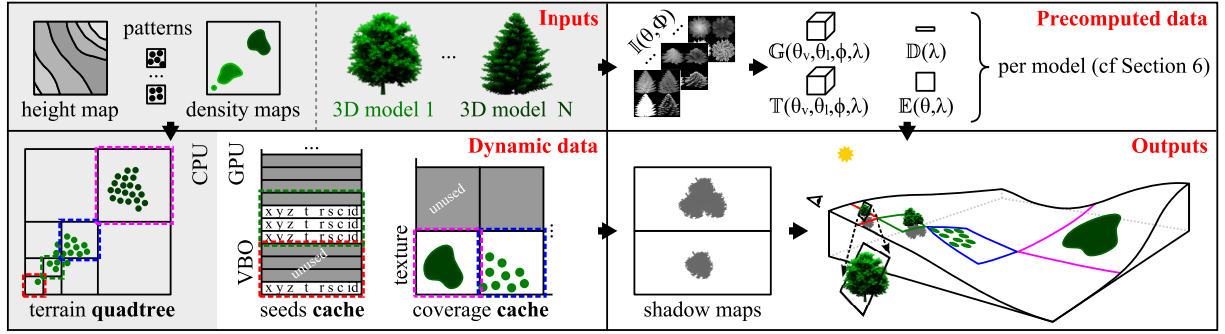 Inputs
patterns
...
height map
density maps
...
3D model 1
3D model N
Precomputed data
𝕀(θ,Φ)
... ...
𝔾(θv,θl,ϕ,λ)
𝔻(λ)
𝕋(θv,θl,ϕ,λ)
𝔼(θ,λ)
per model (cf Section 6)
Dynamic data
CPU
GPU
VBO
...
x y z t r s c id
x y z t r s c id
x y z t r s c id
unused
x y z t r s c id
texture
unused
...
terrain quadtree
seeds cache
coverage cache
Outputs
shadow maps